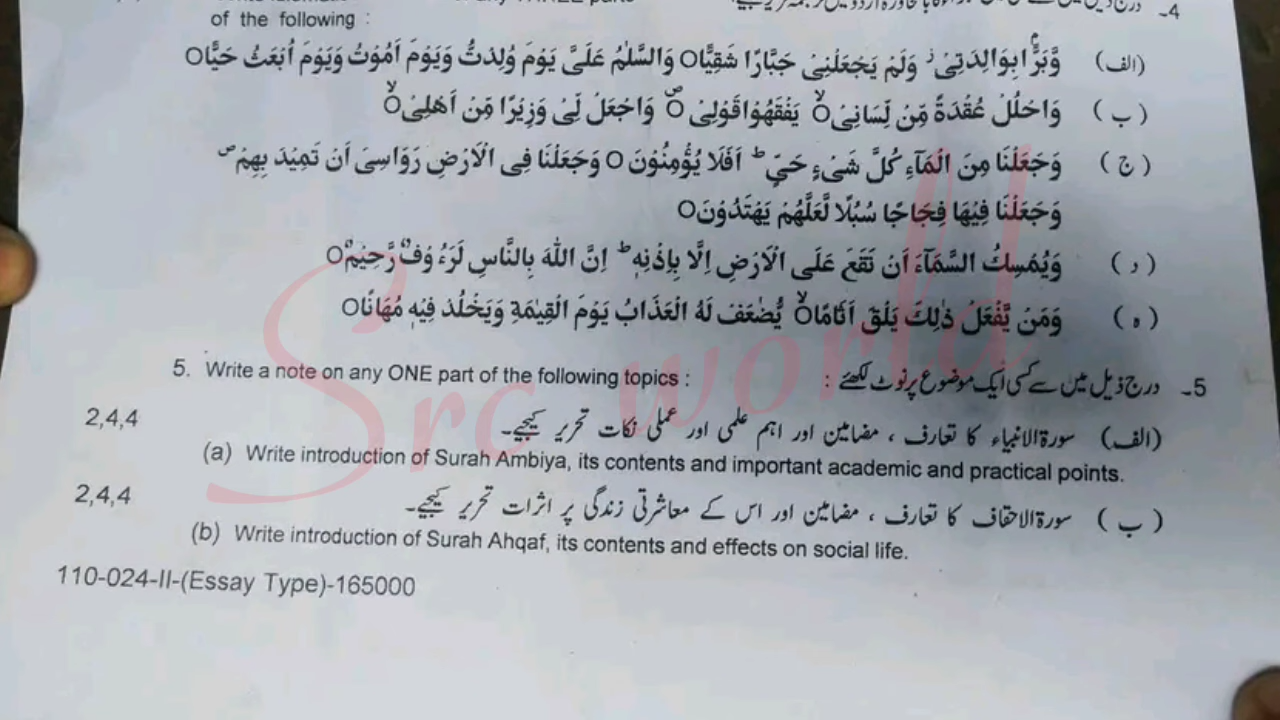 of the following :
4ـ
(الف) وَّبَرًّۢا بِوَالِدَتِیْ ز وَلَمْ یَجْعَلْنِیْ جَبَّارًا شَقِیًّا○ وَالسَّلٰمُ عَلَیَّ یَوْمَ وُلِدْتُّ وَیَوْمَ اَمُوْتُ وَیَوْمَ اُبْعَثُ حَیًّا○
(ب) وَاحْلُلْ عُقْدَةً مِّنْ لِّسَانِیْ○ۙ یَفْقَهُوْا قَوْلِیْ○ص وَاجْعَلْ لِّیْ وَزِیْرًا مِّنْ اَهْلِیْ○ۙ
(ج) وَجَعَلْنَا مِنَ الْمَآءِ كُلَّ شَیْءٍ حَیٍّ ط اَفَلَا یُؤْمِنُوْنَ○ وَجَعَلْنَا فِی الْاَرْضِ رَوَاسِیَ اَنْ تَمِیْدَ بِهِمْ ص
وَجَعَلْنَا فِیْهَا فِجَاجًا سُبُلًا لَّعَلَّهُمْ یَهْتَدُوْنَ○
(د) وَیُمْسِكُ السَّمَآءَ اَنْ تَقَعَ عَلَی الْاَرْضِ اِلَّا بِاِذْنِهٖ ط اِنَّ اللّٰهَ بِالنَّاسِ لَرَءُوْفٌ رَّحِیْمٌ○
(ہ) وَمَنْ یَّفْعَلْ ذٰلِكَ یَلْقَ اَثَامًا○ۙ یُّضٰعَفْ لَهُ الْعَذَابُ یَوْمَ الْقِیٰمَةِ وَیَخْلُدْ فِیْهٖ مُهَانًا○
5. Write a note on any ONE part of the following topics : 5ـ درج ذیل میں سے کسی ایک موضوع پر نوٹ لکھئے :
2,4,4 (الف) سورۃ الانبیاء کا تعارف ، مضامین اور اہم علمی اور عملی نکات تحریر کیجیے۔
(a) Write introduction of Surah Ambiya, its contents and important academic and practical points.
2,4,4 (ب) سورۃ الاحقاف کا تعارف ، مضامین اور اس کے معاشرتی زندگی پر اثرات تحریر کیجیے۔
(b) Write introduction of Surah Ahqaf, its contents and effects on social life.
110-024-II-(Essay Type)-165000
Src world